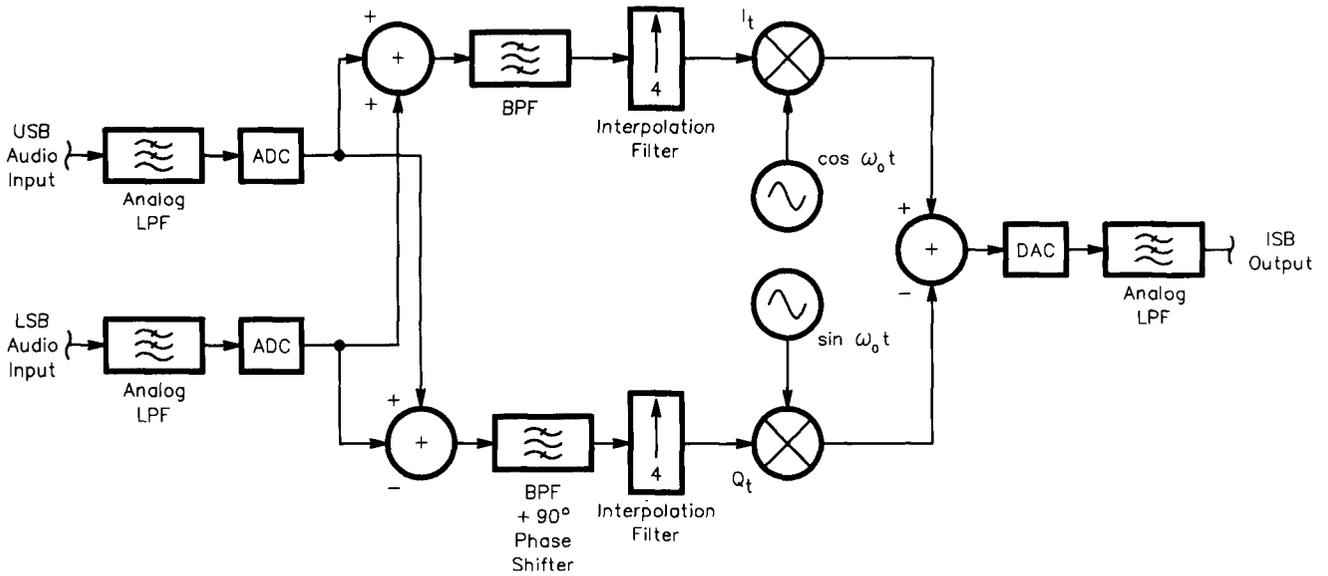 USB
Audio
Input
Analog
LPF
ADC
+
+
+
BPF
4
Interpolation
Filter
I_t
cos ω_o t
LSB
Audio
Input
Analog
LPF
ADC
+
+
−
BPF
+ 90°
Phase
Shifter
4
Interpolation
Filter
sin ω_o t
Q_t
+
+
−
DAC
Analog
LPF
ISB
Output